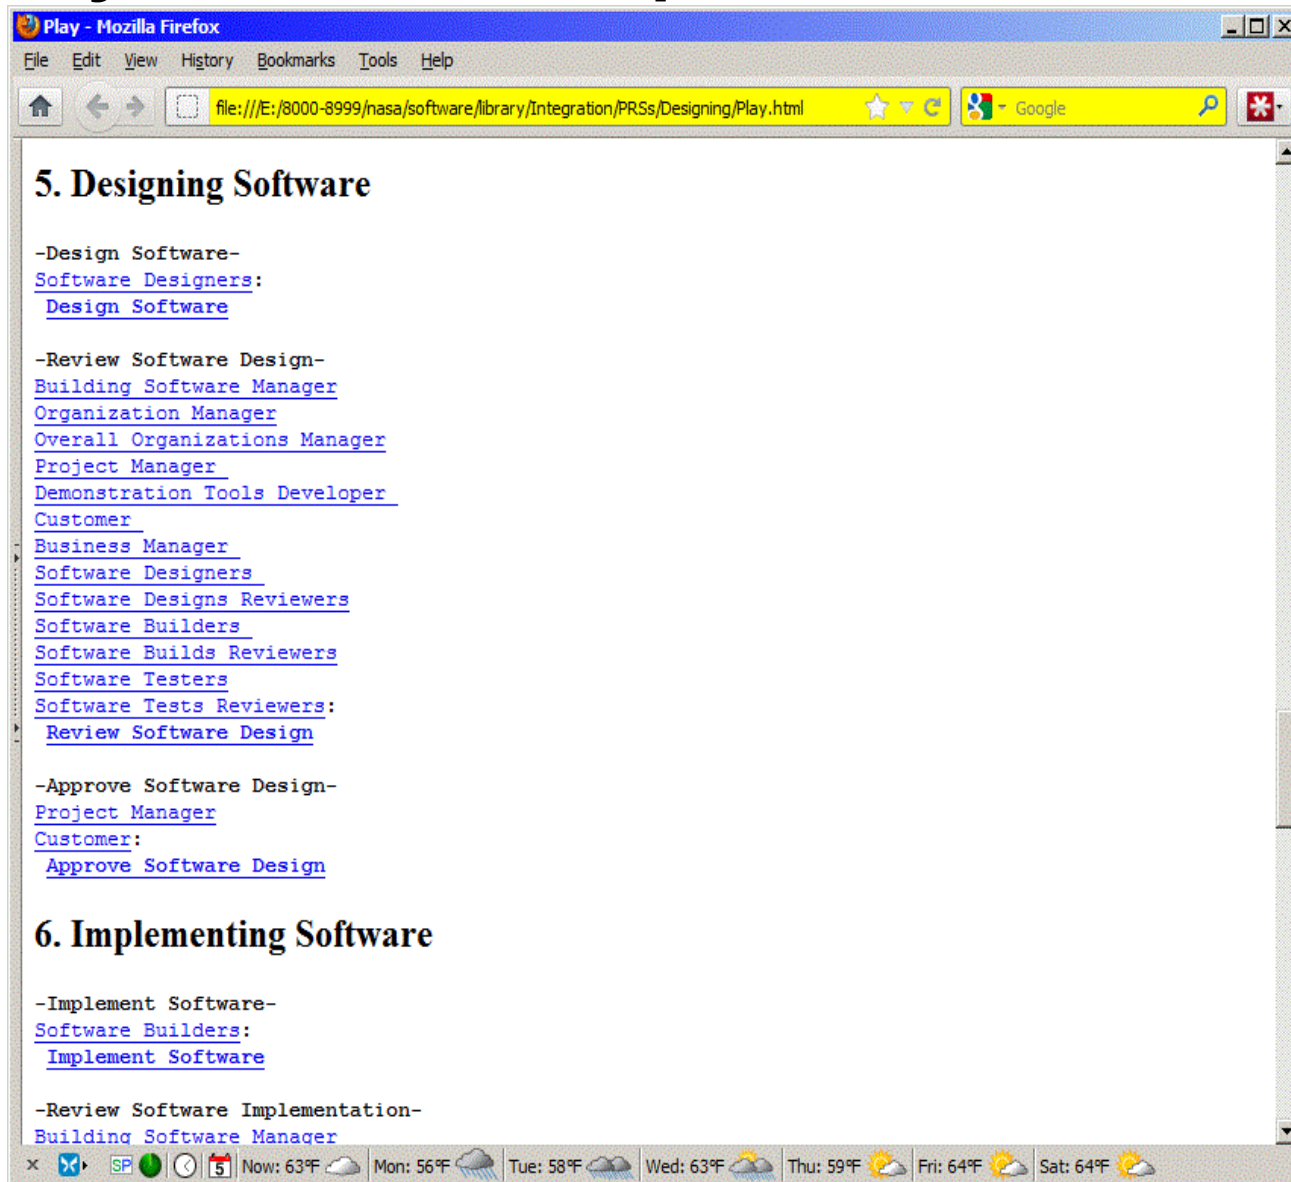 Play - Mozilla Firefox
File Edit View History Bookmarks Tools Help
file:///E:/8000-8999/nasa/software/library/Integration/PRSs/Designing/Play.html Google
5. Designing Software
-Design Software-
Software Designers:
Design Software
-Review Software Design-
Building Software Manager
Organization Manager
Overall Organizations Manager
Project Manager
Demonstration Tools Developer
Customer
Business Manager
Software Designers
Software Designs Reviewers
Software Builders
Software Builds Reviewers
Software Testers
Software Tests Reviewers:
Review Software Design
-Approve Software Design-
Project Manager
Customer:
Approve Software Design
6. Implementing Software
-Implement Software-
Software Builders:
Implement Software
-Review Software Implementation-
Building Software Manager
SP 5 Now: 63°F Mon: 56°F Tue: 58°F Wed: 63°F Thu: 59°F Fri: 64°F Sat: 64°F